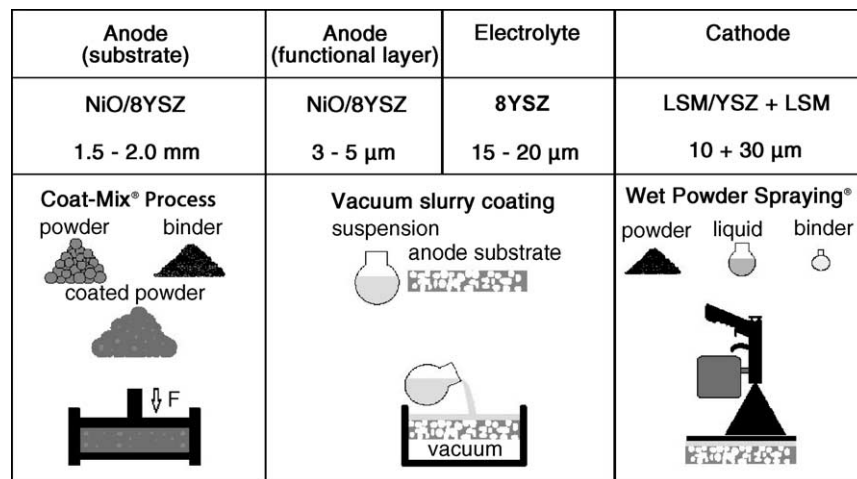 Anode
(substrate)
Anode
(functional layer)
Electrolyte
Cathode
NiO/8YSZ
NiO/8YSZ
8YSZ
LSM/YSZ + LSM
1.5 - 2.0 mm
3 - 5 µm
15 - 20 µm
10 + 30 µm
Coat-Mix® Process
powder
binder
coated powder
F
Vacuum slurry coating
suspension
anode substrate
vacuum
Wet Powder Spraying®
powder
liquid
binder